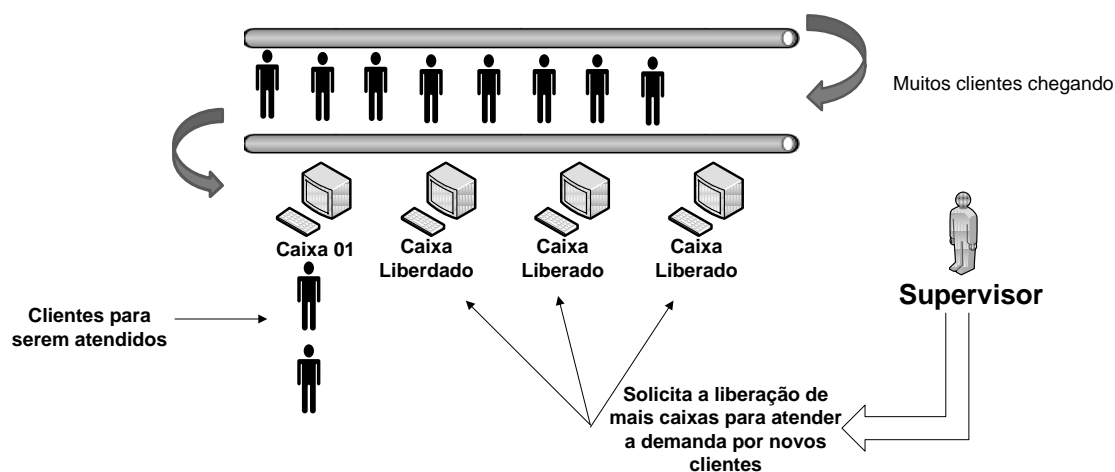 Muitos clientes chegando
Caixa 01
Caixa
Liberdado
Caixa
Liberado
Caixa
Liberado
Supervisor
Clientes para
serem atendidos
Solicita a liberação de
mais caixas para atender
a demanda por novos
clientes